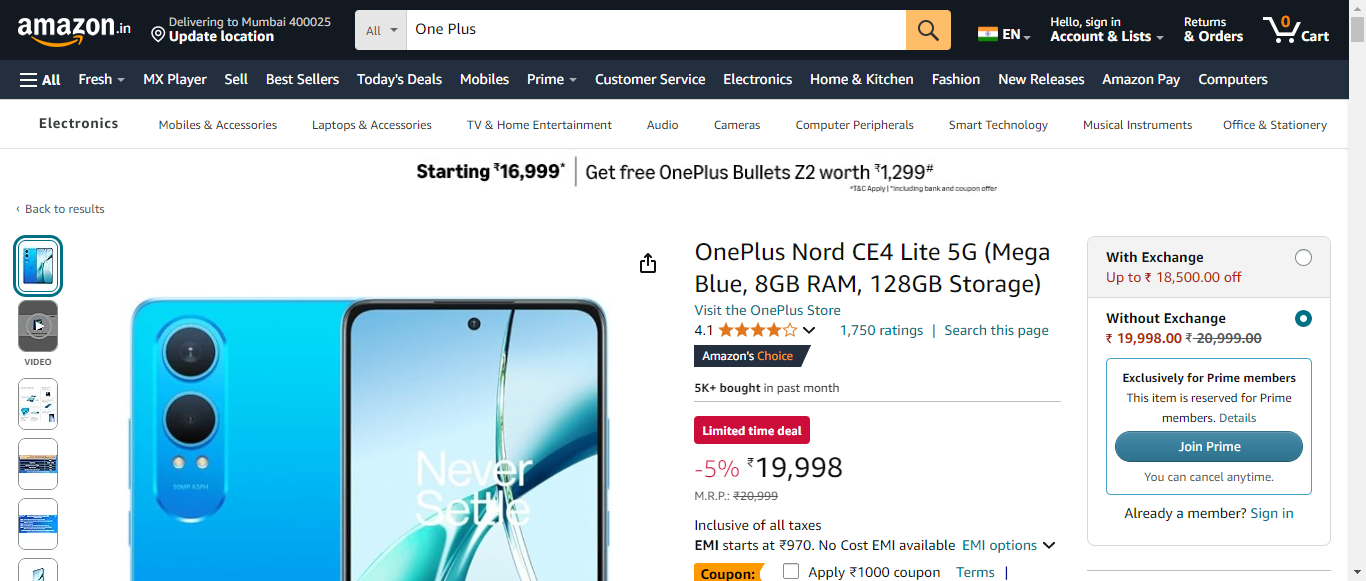 amazon.in
Delivering to Mumbai 400025
Update location
All
One Plus
EN
Hello, sign in
Account & Lists
Returns
& Orders
0
Cart
All Fresh MX Player Sell Best Sellers Today's Deals Mobiles Prime Customer Service Electronics Home & Kitchen Fashion New Releases Amazon Pay Computers
Electronics Mobiles & Accessories Laptops & Accessories TV & Home Entertainment Audio Cameras Computer Peripherals Smart Technology Musical Instruments Office & Stationery
Starting ₹16,999* | Get free OnePlus Bullets Z2 worth ₹1,299#
*T&C Apply | *Including bank and coupon offer
‹ Back to results
VIDEO
50MP ASPH
Never
Settle
OnePlus Nord CE4 Lite 5G (Mega
Blue, 8GB RAM, 128GB Storage)
Visit the OnePlus Store
4.1 1,750 ratings | Search this page
Amazon's Choice
5K+ bought in past month
Limited time deal
-5% ₹19,998
M.R.P.: ₹20,999
Inclusive of all taxes
EMI starts at ₹970. No Cost EMI available EMI options
Coupon: Apply ₹1000 coupon Terms |
With Exchange
Up to ₹ 18,500.00 off
Without Exchange
₹ 19,998.00 ₹ 20,999.00
Exclusively for Prime members
This item is reserved for Prime
members. Details
Join Prime
You can cancel anytime.
Already a member? Sign in